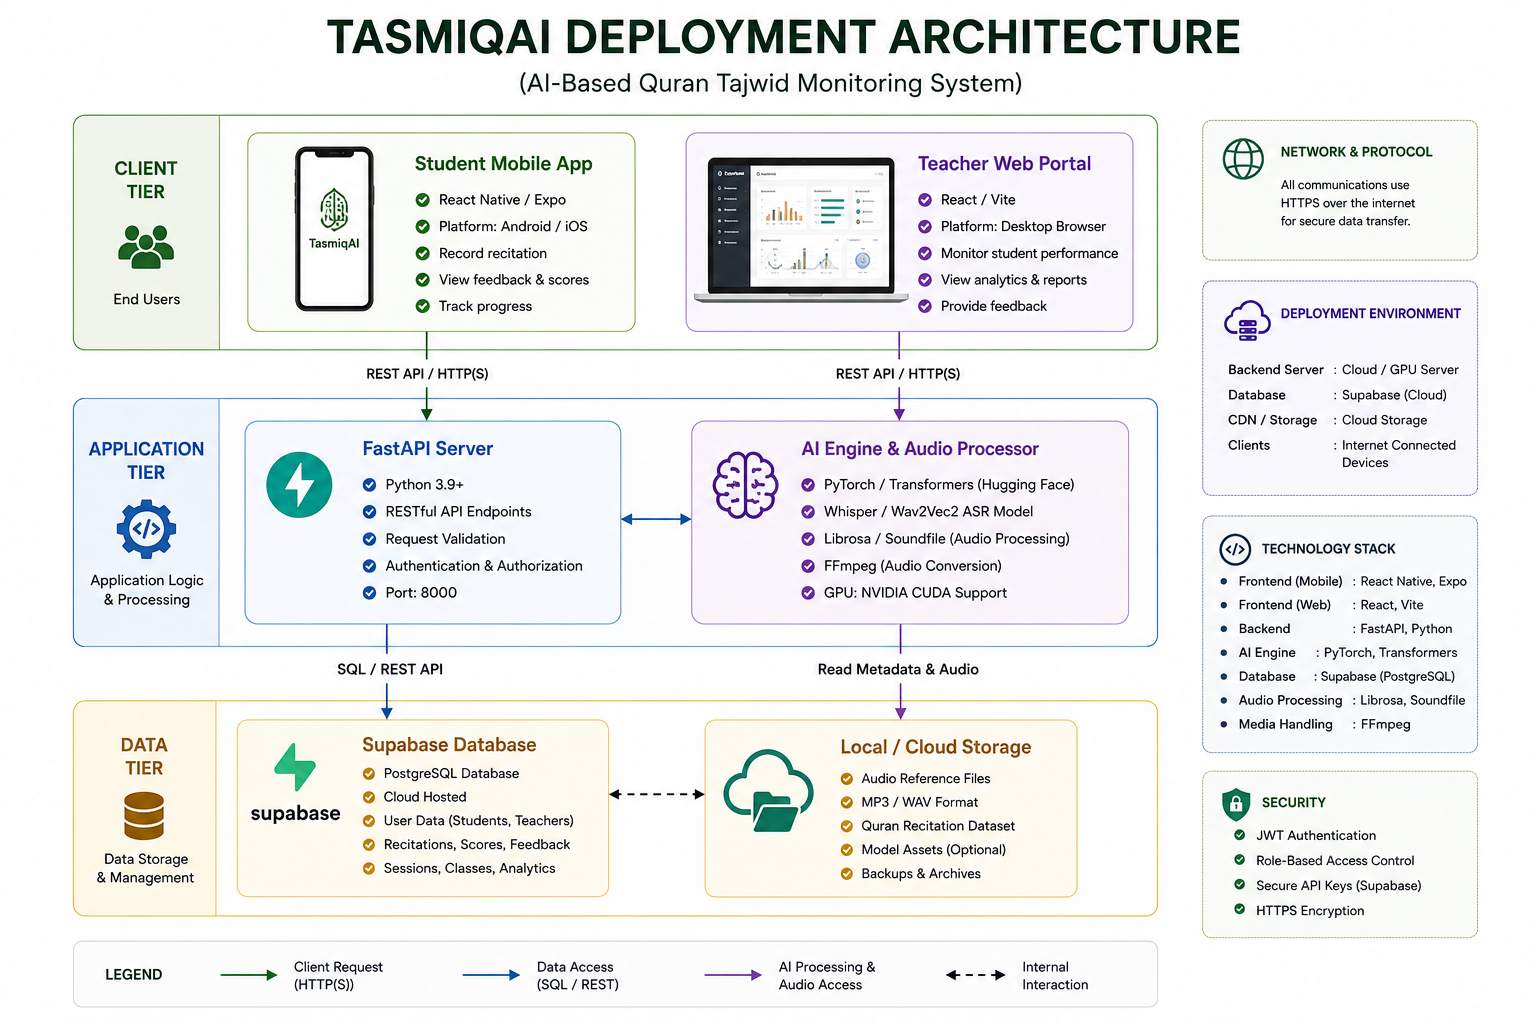 TASMIQAI DEPLOYMENT ARCHITECTURE
(AI-Based Quran Tajwid Monitoring System)
CLIENT
TIER
End Users
TasmiqAI
Student Mobile App
React Native / Expo
Platform: Android / iOS
Record recitation
View feedback & scores
Track progress
Teacher Web Portal
React / Vite
Platform: Desktop Browser
Monitor student performance
View analytics & reports
Provide feedback
REST API / HTTP(S)
REST API / HTTP(S)
APPLICATION
TIER
Application Logic
& Processing
FastAPI Server
Python 3.9+
RESTful API Endpoints
Request Validation
Authentication & Authorization
Port: 8000
AI Engine & Audio Processor
PyTorch / Transformers (Hugging Face)
Whisper / Wav2Vec2 ASR Model
Librosa / Soundfile (Audio Processing)
FFmpeg (Audio Conversion)
GPU: NVIDIA CUDA Support
SQL / REST API
Read Metadata & Audio
DATA
TIER
Data Storage
& Management
supabase
Supabase Database
PostgreSQL Database
Cloud Hosted
User Data (Students, Teachers)
Recitations, Scores, Feedback
Sessions, Classes, Analytics
Local / Cloud Storage
Audio Reference Files
MP3 / WAV Format
Quran Recitation Dataset
Model Assets (Optional)
Backups & Archives
LEGEND
Client Request
(HTTP(S))
Data Access
(SQL / REST)
AI Processing &
Audio Access
Internal
Interaction
NETWORK & PROTOCOL
All communications use
HTTPS over the internet
for secure data transfer.
DEPLOYMENT ENVIRONMENT
Backend Server : Cloud / GPU Server
Database : Supabase (Cloud)
CDN / Storage : Cloud Storage
Clients : Internet Connected
Devices
TECHNOLOGY STACK
Frontend (Mobile) : React Native, Expo
Frontend (Web) : React, Vite
Backend : FastAPI, Python
AI Engine : PyTorch, Transformers
Database : Supabase (PostgreSQL)
Audio Processing : Librosa, Soundfile
Media Handling : FFmpeg
SECURITY
JWT Authentication
Role-Based Access Control
Secure API Keys (Supabase)
HTTPS Encryption